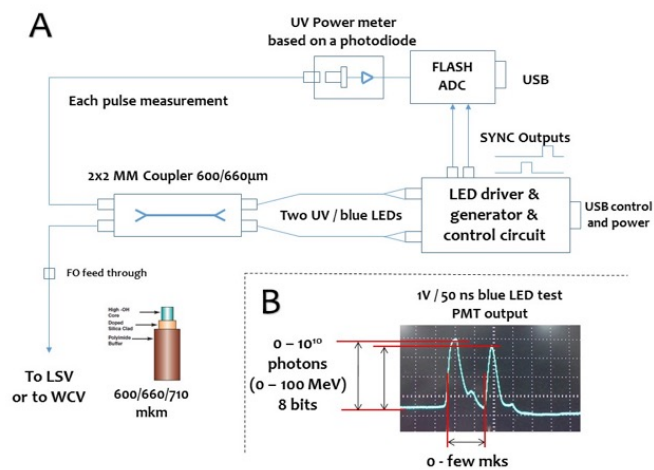 A
UV Power meter
based on a photodiode
FLASH
ADC
USB
Each pulse measurement
SYNC Outputs
2x2 MM Coupler 600/660μm
Two UV / blue LEDs
LED driver &
generator &
control circuit
USB control
and power
FO feed through
High -OH
Core
Doped
Silica Clad
Polyimide
Buffer
To LSV
or to WCV
600/660/710
mkm
B
1V / 50 ns blue LED test
PMT output
0 – 10¹⁰
photons
(0 – 100 MeV)
8 bits
0 - few mks